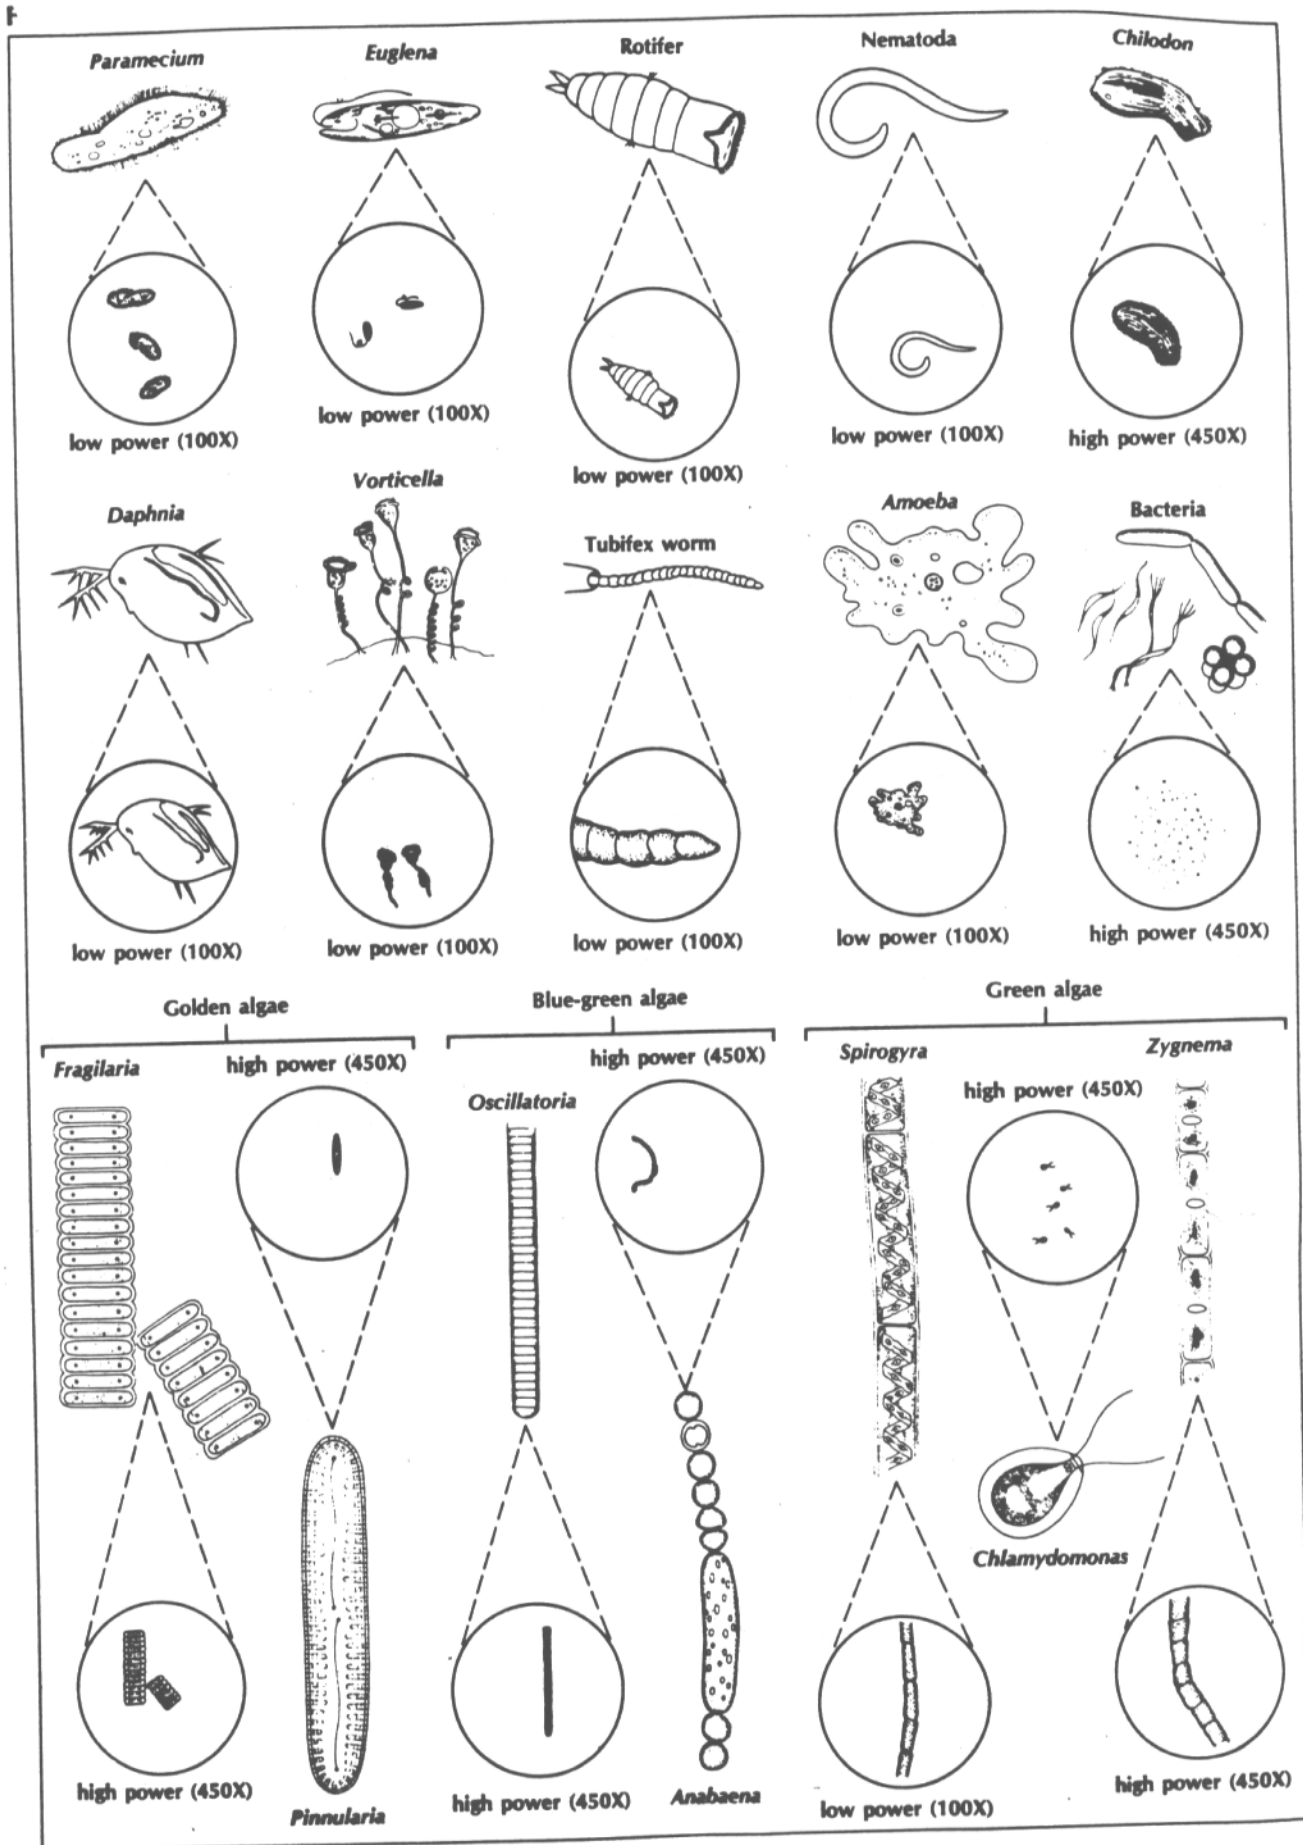 Paramecium
Euglena
Rotifer
Nematoda
Chilodon
low power (100X)
low power (100X)
low power (100X)
low power (100X)
high power (450X)
Daphnia
Vorticella
Tubifex worm
Amoeba
Bacteria
low power (100X)
low power (100X)
low power (100X)
low power (100X)
high power (450X)
Golden algae
Blue-green algae
Green algae
Fragilaria
high power (450X)
Oscillatoria
high power (450X)
Spirogyra
high power (450X)
Zygnema
Chlamydomonas
high power (450X)
Pinnularia
high power (450X)
Anabaena
low power (100X)
high power (450X)